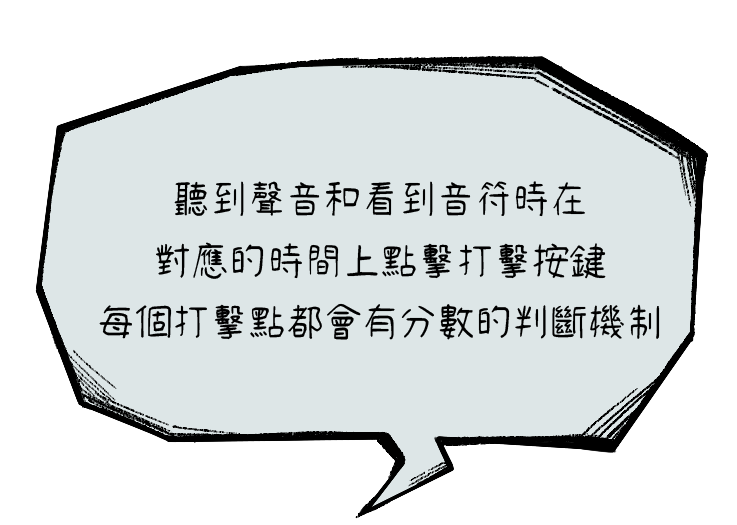 聽到聲音和看到音符時在
對應的時間上點擊打擊按鍵
每個打擊點都會有分數的判斷機制